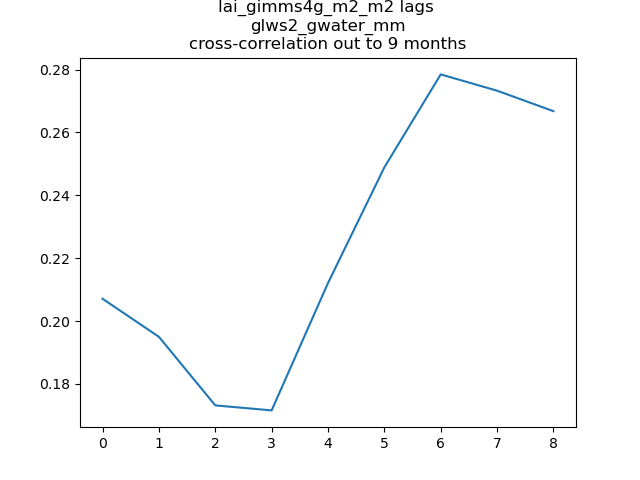 lai_gimms4g_m2_m2 lags
glws2_gwater_mm
cross-correlation out to 9 months
0.28
0.26
0.24
0.22
0.20
0.18
0 1 2 3 4 5 6 7 8